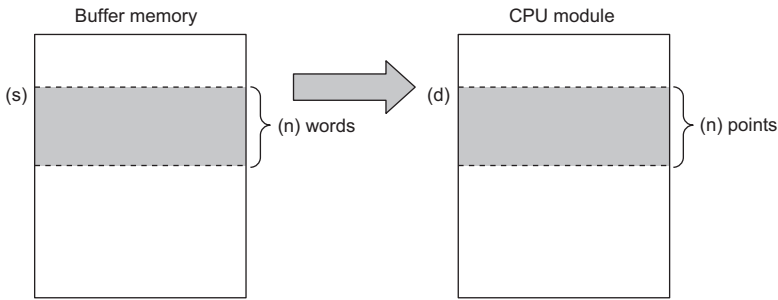 Buffer memory
CPU module
(s)
(n) words
(d)
(n) points